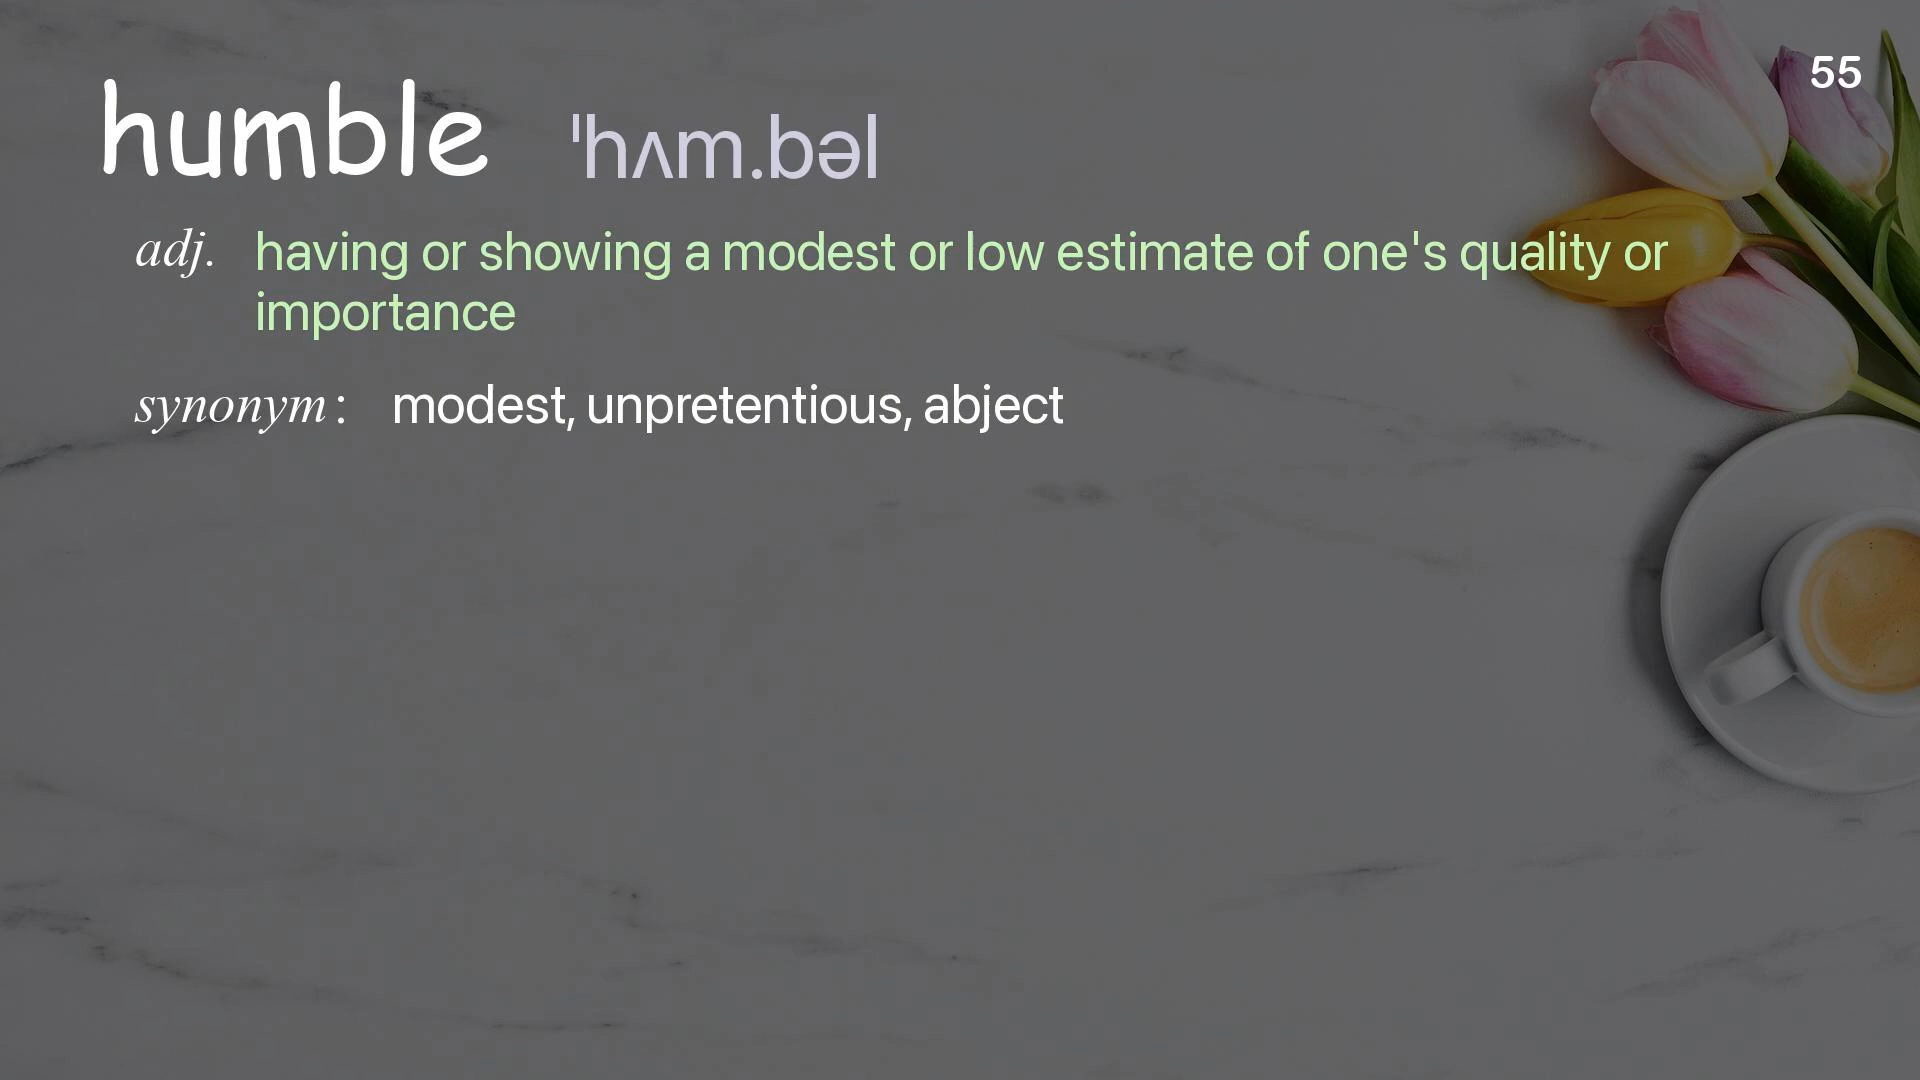 55
humble ˈhʌm.bəl
adj. having or showing a modest or low estimate of one's quality or
importance
synonym : modest, unpretentious, abject